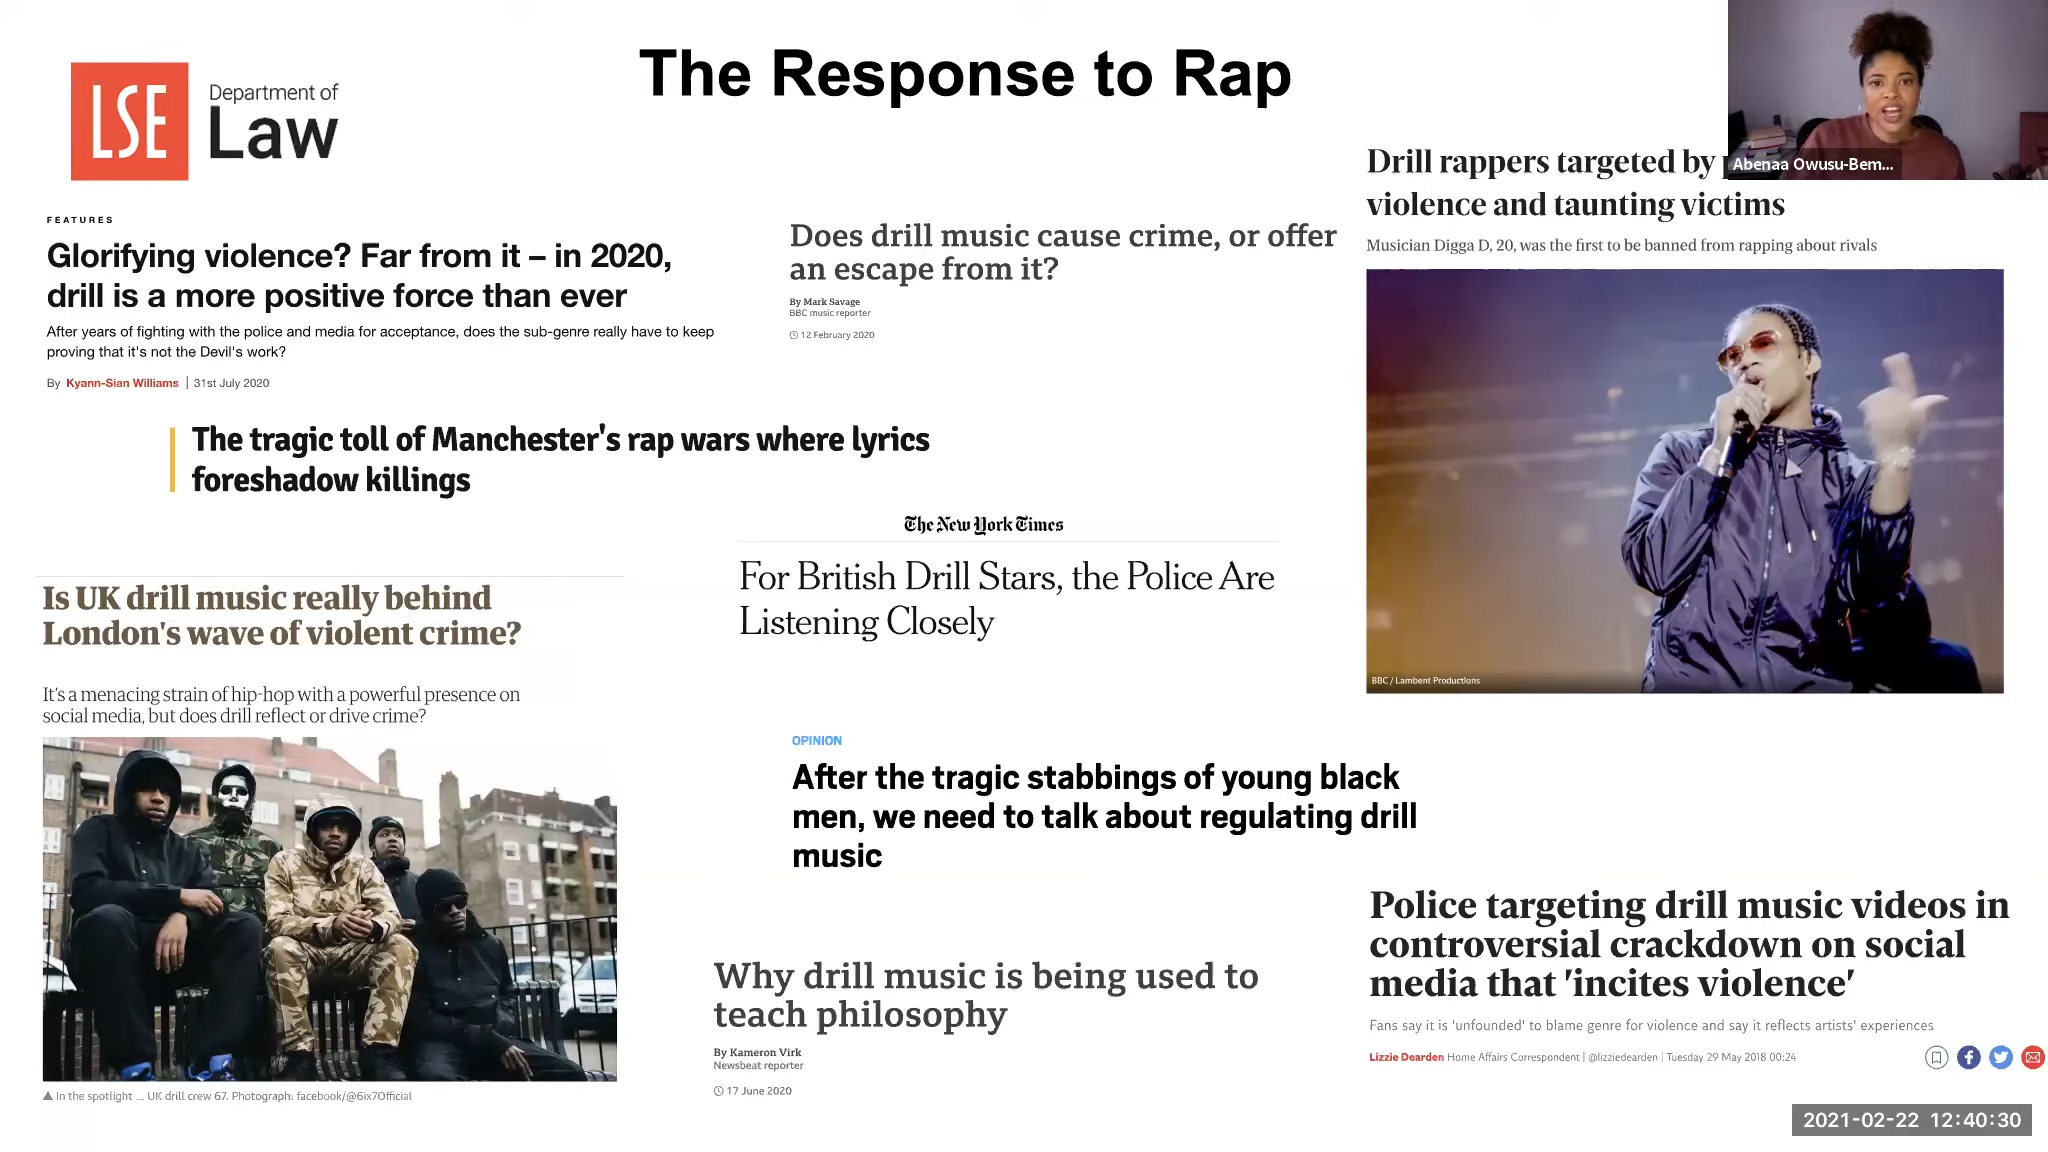 The Response to Rap
LSE
Department of
Law
Abenaa Owusu-Bem...
FEATURES
Glorifying violence? Far from it – in 2020,
drill is a more positive force than ever
After years of fighting with the police and media for acceptance, does the sub-genre really have to keep
proving that it's not the Devil's work?
By Kyann-Sian Williams | 31st July 2020
Does drill music cause crime, or offer
an escape from it?
By Mark Savage
BBC music reporter
12 February 2020
Drill rappers targeted by
violence and taunting victims
Musician Digga D, 20, was the first to be banned from rapping about rivals
BBC / Lambent Productions
The tragic toll of Manchester's rap wars where lyrics
foreshadow killings
The New York Times
For British Drill Stars, the Police Are
Listening Closely
Is UK drill music really behind
London's wave of violent crime?
It's a menacing strain of hip-hop with a powerful presence on
social media, but does drill reflect or drive crime?
In the spotlight ... UK drill crew 67. Photograph: facebook/@6ix7Official
OPINION
After the tragic stabbings of young black
men, we need to talk about regulating drill
music
Why drill music is being used to
teach philosophy
By Kameron Virk
Newsbeat reporter
17 June 2020
Police targeting drill music videos in
controversial crackdown on social
media that 'incites violence'
Fans say it is 'unfounded' to blame genre for violence and say it reflects artists' experiences
Lizzie Dearden Home Affairs Correspondent | @lizziedearden | Tuesday 29 May 2018 00:24
2021-02-22 12:40:30